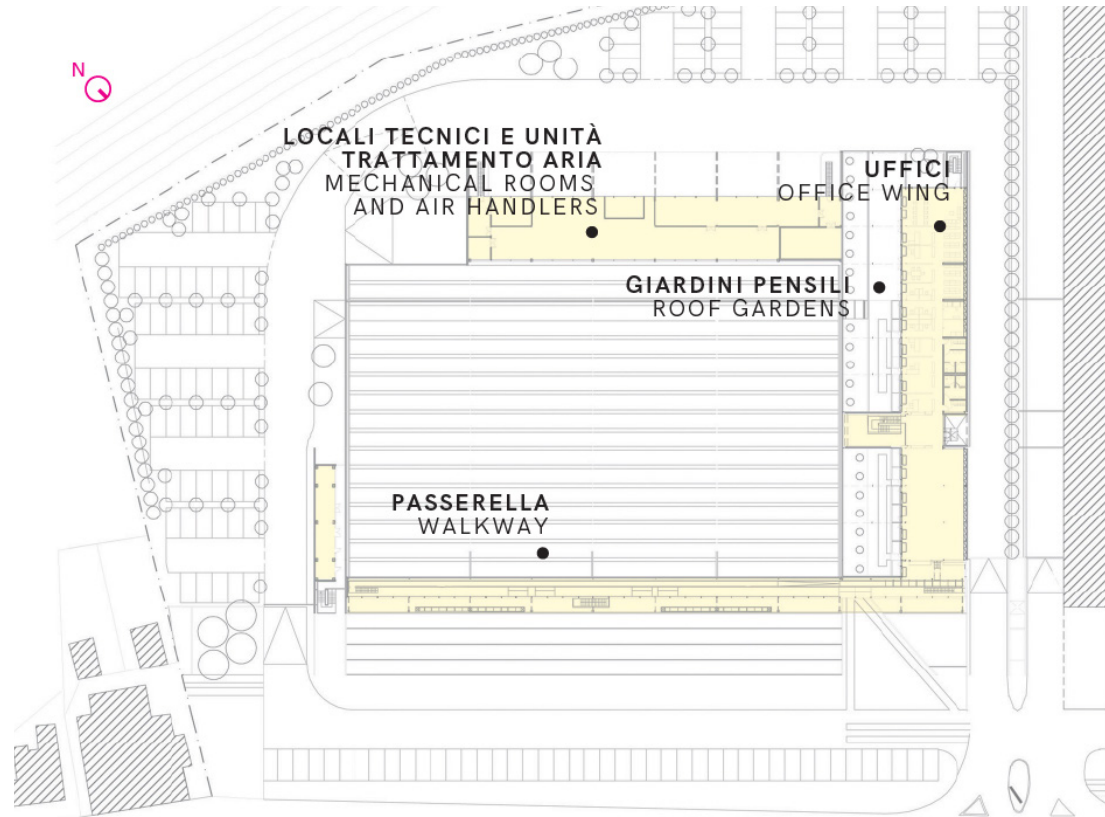 N
LOCALI TECNICI E UNITÀ
TRATTAMENTO ARIA
MECHANICAL ROOMS
AND AIR HANDLERS
UFFICI
OFFICE WING
GIARDINI PENSILI
ROOF GARDENS
PASSERELLA
WALKWAY